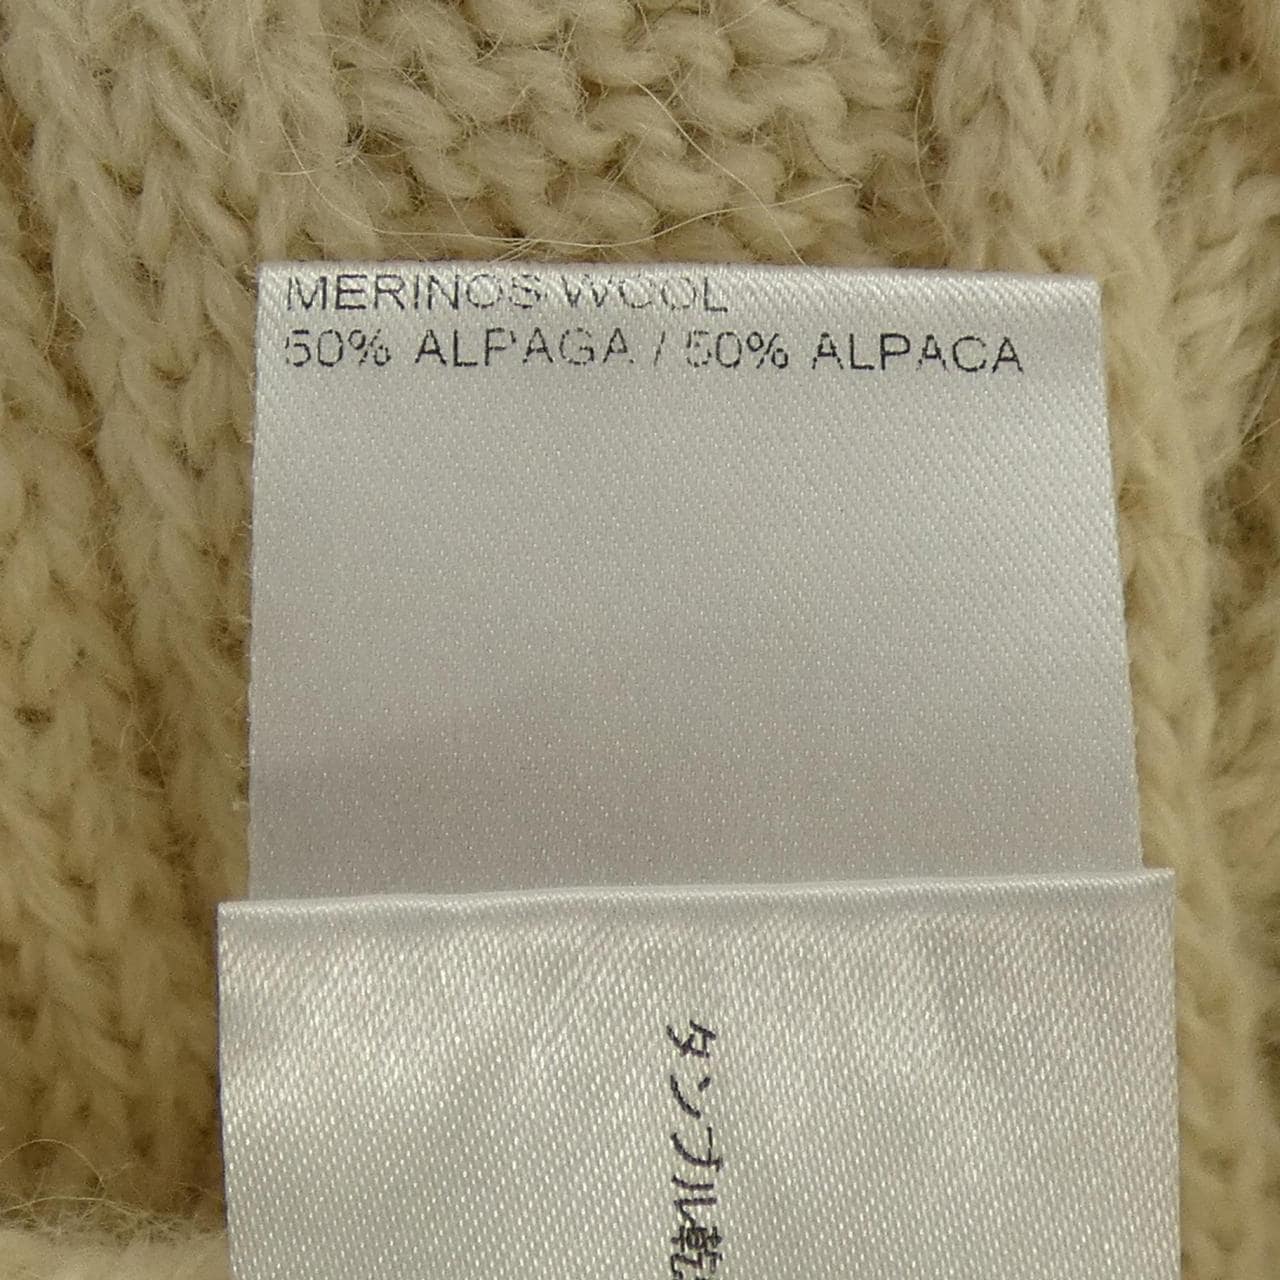 MERINOS WOOL
50% ALPAGA / 50% ALPACA
タンブル乾